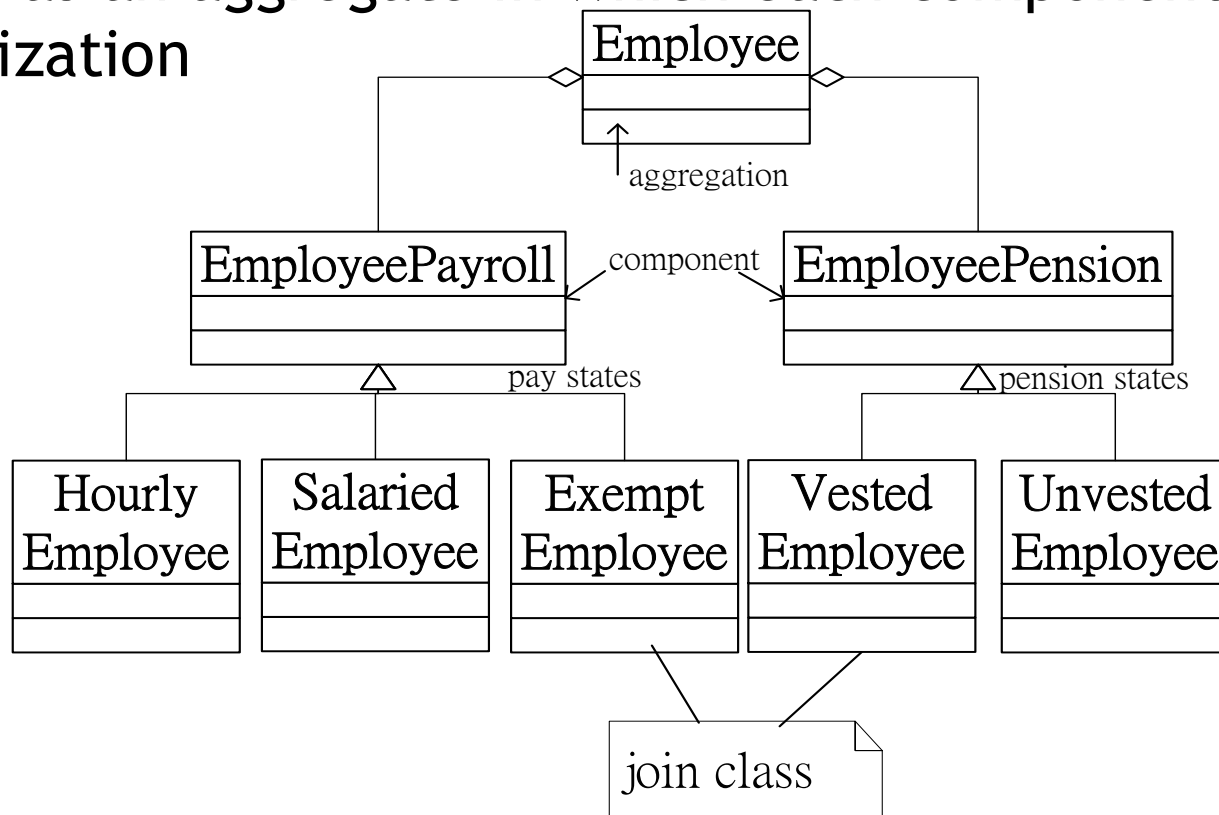 ization
Employee
aggregation
EmployeePayroll
component
EmployeePension
pay states
pension states
Hourly
Employee
Salaried
Employee
Exempt
Employee
Vested
Employee
Unvested
Employee
join class